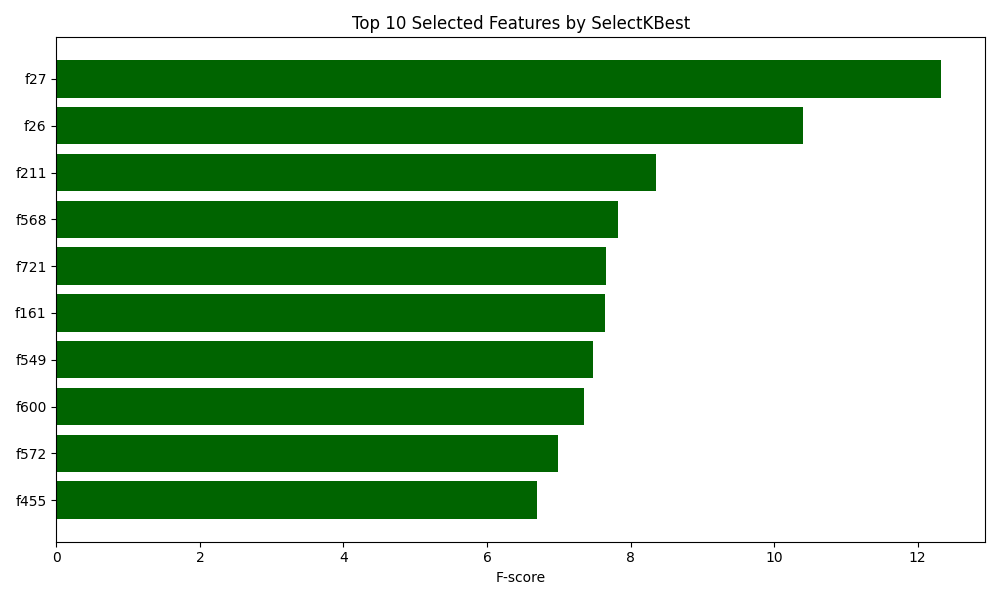 Top 10 Selected Features by SelectKBest
f27
f26
f211
f568
f721
f161
f549
f600
f572
f455
0 2 4 6 8 10 12
F-score